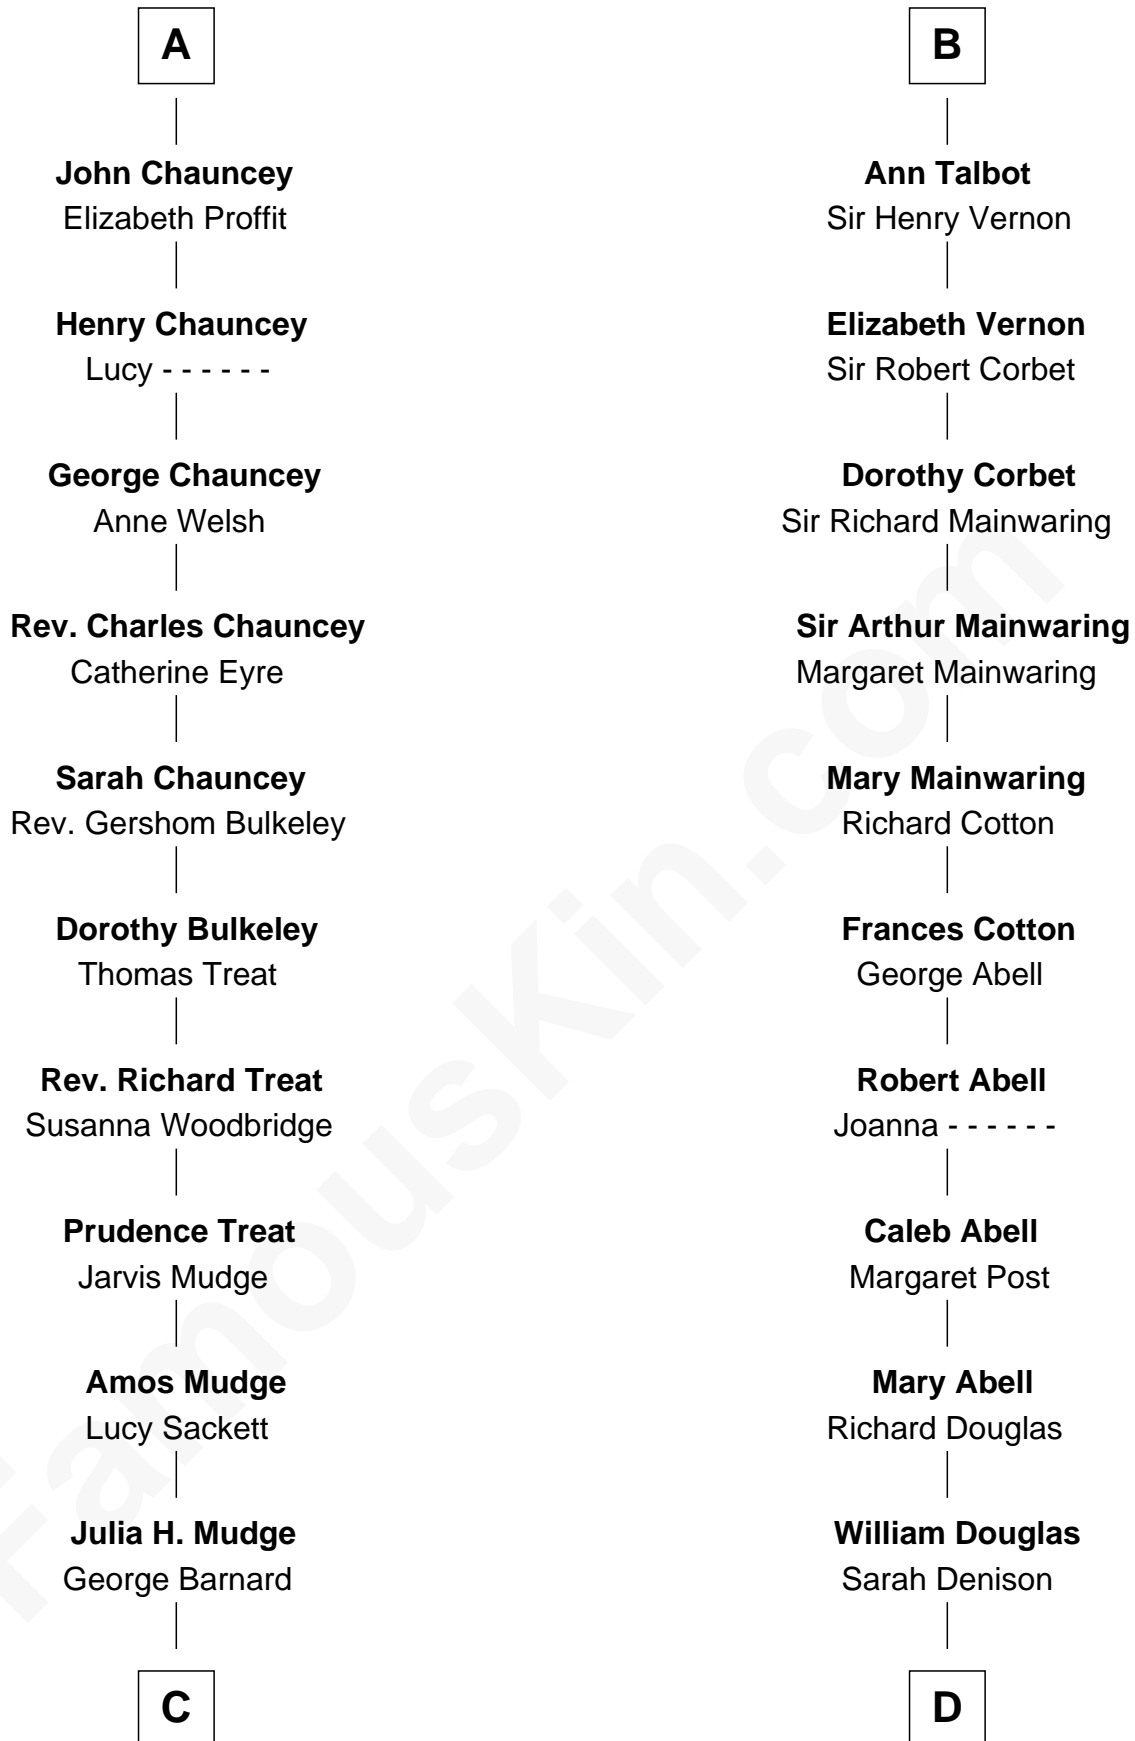 A
John Chauncey
Elizabeth Proffit
Henry Chauncey
Lucy - - - - - -
George Chauncey
Anne Welsh
Rev. Charles Chauncey
Catherine Eyre
Sarah Chauncey
Rev. Gershom Bulkeley
Dorothy Bulkeley
Thomas Treat
Rev. Richard Treat
Susanna Woodbridge
Prudence Treat
Jarvis Mudge
Amos Mudge
Lucy Sackett
Julia H. Mudge
George Barnard
C
B
Ann Talbot
Sir Henry Vernon
Elizabeth Vernon
Sir Robert Corbet
Dorothy Corbet
Sir Richard Mainwaring
Sir Arthur Mainwaring
Margaret Mainwaring
Mary Mainwaring
Richard Cotton
Frances Cotton
George Abell
Robert Abell
Joanna - - - - - -
Caleb Abell
Margaret Post
Mary Abell
Richard Douglas
William Douglas
Sarah Denison
D
FamousKin.com